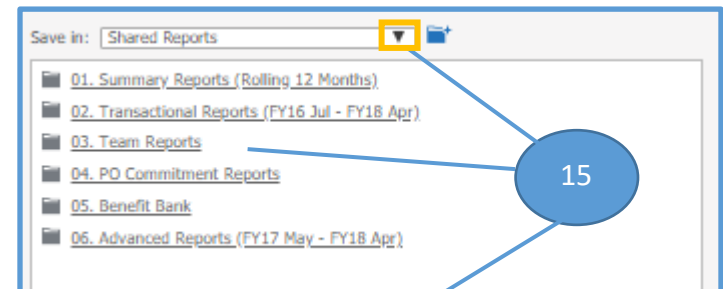 Save in: Shared Reports
01. Summary Reports (Rolling 12 Months)
02. Transactional Reports (FY16 Jul - FY18 Apr)
03. Team Reports
04. PO Commitment Reports
15
05. Benefit Bank
06. Advanced Reports (FY17 May - FY18 Apr)